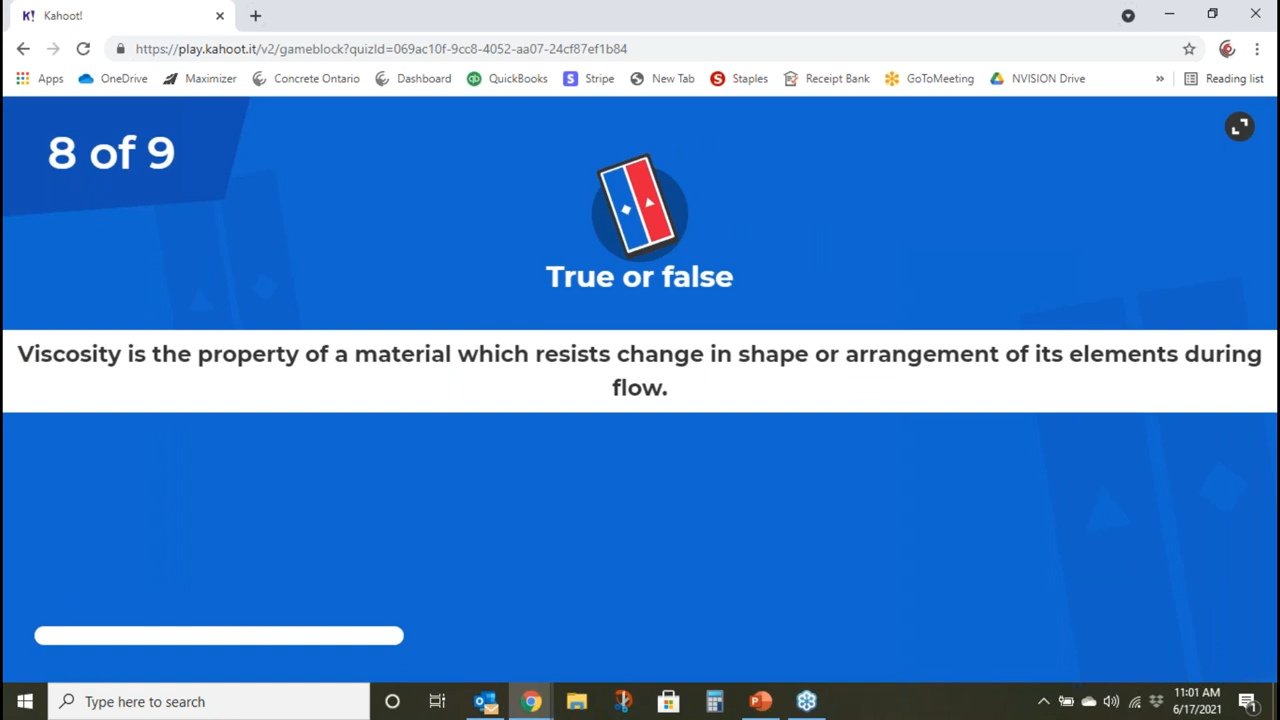 K! Kahoot!
https://play.kahoot.it/v2/gameblock?quizId=069ac10f-9cc8-4052-aa07-24cf87ef1b84
Apps OneDrive Maximizer Concrete Ontario Dashboard qb QuickBooks S Stripe New Tab S Staples Receipt Bank GoToMeeting NVISION Drive » Reading list
8 of 9
True or false
Viscosity is the property of a material which resists change in shape or arrangement of its elements during
flow.
Type here to search
11:01 AM
6/17/2021
1